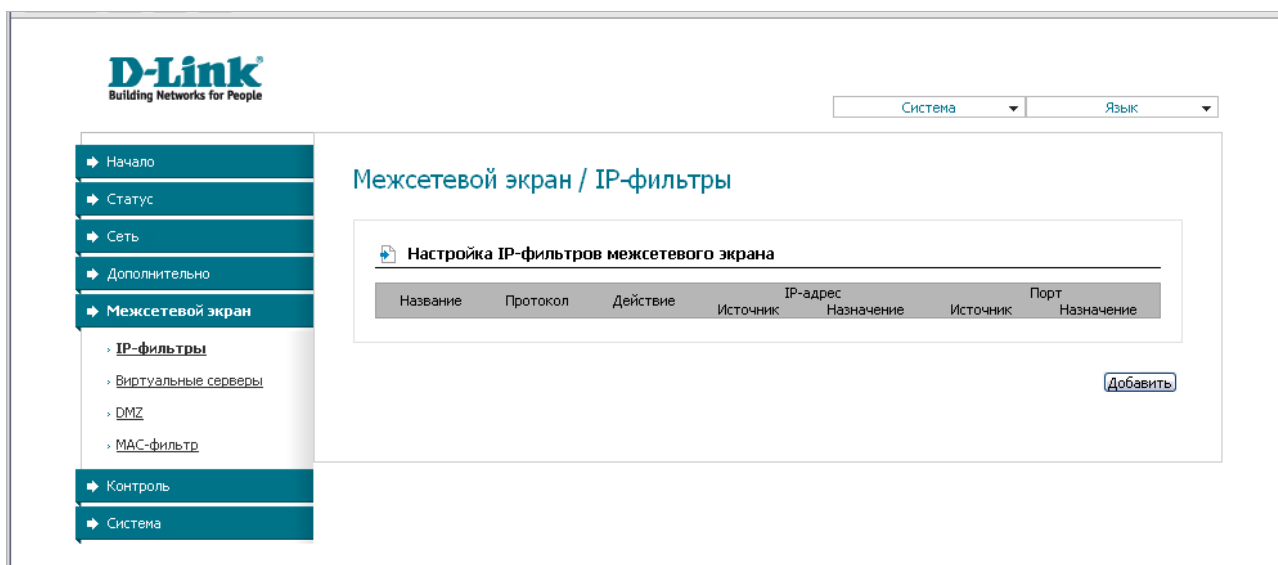 D-Link
Building Networks for People
Система
Язык
Начало
Статус
Сеть
Дополнительно
Межсетевой экран
IP-фильтры
Виртуальные серверы
DMZ
MAC-фильтр
Контроль
Система
Межсетевой экран / IP-фильтры
Настройка IP-фильтров межсетевого экрана
Название Протокол Действие IP-адрес Порт
Источник Назначение Источник Назначение
Добавить